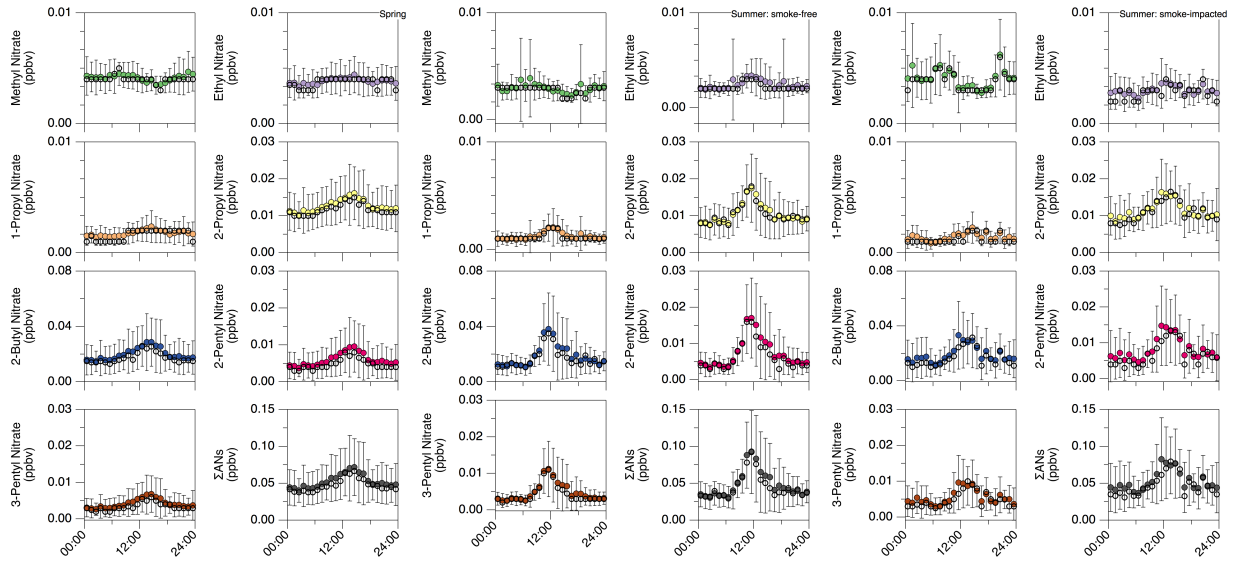 Spring
Summer: smoke-free
Summer: smoke-impacted
0.01
0.00
Methyl Nitrate
(ppbv)
0.01
0.00
Ethyl Nitrate
(ppbv)
0.01
0.00
Methyl Nitrate
(ppbv)
0.01
0.00
Ethyl Nitrate
(ppbv)
0.01
0.00
Methyl Nitrate
(ppbv)
0.01
0.00
Ethyl Nitrate
(ppbv)
0.01
0.00
1-Propyl Nitrate
(ppbv)
0.03
0.02
0.01
0.00
2-Propyl Nitrate
(ppbv)
0.01
0.00
1-Propyl Nitrate
(ppbv)
0.03
0.02
0.01
0.00
2-Propyl Nitrate
(ppbv)
0.01
0.00
1-Propyl Nitrate
(ppbv)
0.03
0.02
0.01
0.00
2-Propyl Nitrate
(ppbv)
0.08
0.04
0.00
2-Butyl Nitrate
(ppbv)
0.03
0.02
0.01
0.00
2-Pentyl Nitrate
(ppbv)
0.08
0.04
0.00
2-Butyl Nitrate
(ppbv)
0.03
0.02
0.01
0.00
2-Pentyl Nitrate
(ppbv)
0.08
0.04
0.00
2-Butyl Nitrate
(ppbv)
0.03
0.02
0.01
0.00
2-Pentyl Nitrate
(ppbv)
0.03
0.02
0.01
0.00
3-Pentyl Nitrate
(ppbv)
0.15
0.10
0.05
0.00
ΣANs
(ppbv)
0.03
0.02
0.01
0.00
3-Pentyl Nitrate
(ppbv)
0.15
0.10
0.05
0.00
ΣANs
(ppbv)
0.03
0.02
0.01
0.00
3-Pentyl Nitrate
(ppbv)
0.15
0.10
0.05
0.00
ΣANs
(ppbv)
00:00 12:00 24:00
00:00 12:00 24:00
00:00 12:00 24:00
00:00 12:00 24:00
00:00 12:00 24:00
00:00 12:00 24:00